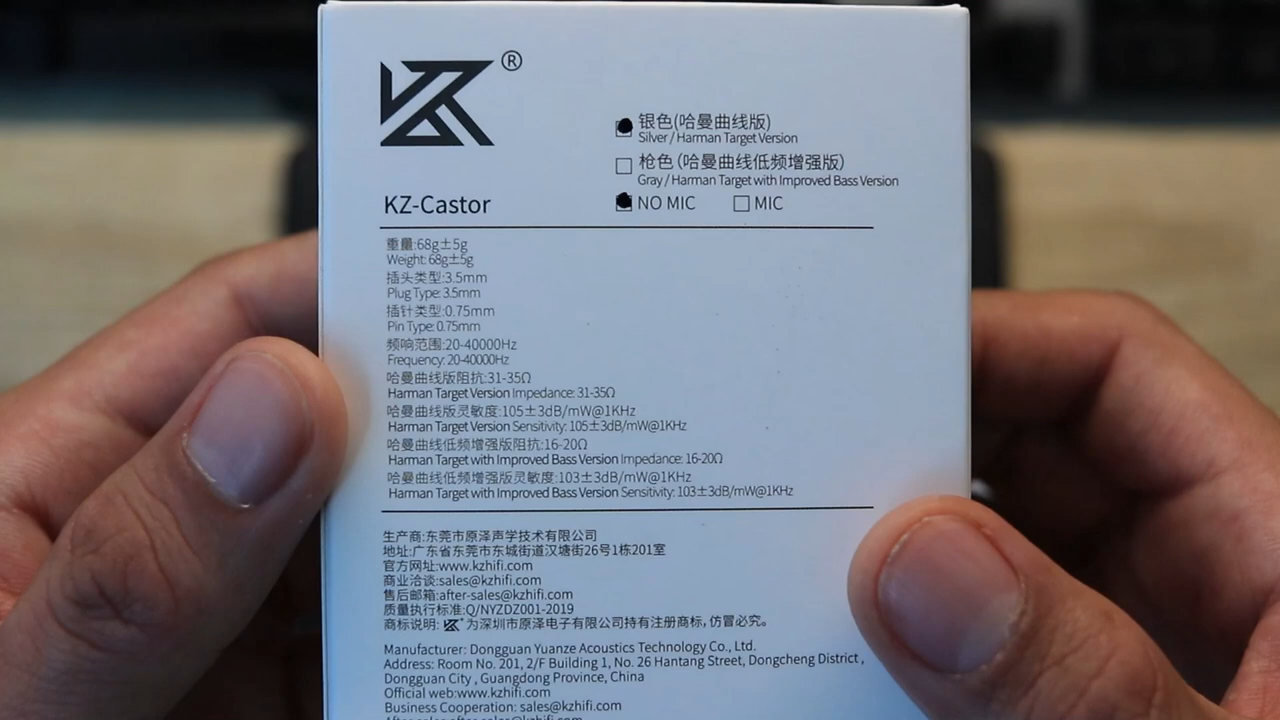 KZ®
银色(哈曼曲线版)
Silver / Harman Target Version
枪色(哈曼曲线低频增强版)
Gray / Harman Target with Improved Bass Version
NO MIC MIC
KZ-Castor
重量:68g±5g
Weight: 68g±5g
插头类型:3.5mm
Plug Type: 3.5mm
插针类型:0.75mm
Pin Type: 0.75mm
频响范围:20-40000Hz
Frequency: 20-40000Hz
哈曼曲线版阻抗:31-35Ω
Harman Target Version Impedance: 31-35Ω
哈曼曲线版灵敏度:105±3dB/mW@1KHz
Harman Target Version Sensitivity: 105±3dB/mW@1KHz
哈曼曲线低频增强版阻抗:16-20Ω
Harman Target with Improved Bass Version Impedance: 16-20Ω
哈曼曲线低频增强版灵敏度:103±3dB/mW@1KHz
Harman Target with Improved Bass Version Sensitivity: 103±3dB/mW@1KHz
生产商:东莞市原泽声学技术有限公司
地址:广东省东莞市东城街道汉塘街26号1栋201室
官方网址:www.kzhifi.com
商业洽谈:sales@kzhifi.com
售后邮箱:after-sales@kzhifi.com
质量执行标准:Q/NYZDZ001-2019
商标说明: KZ®为深圳市原泽电子有限公司持有注册商标,仿冒必究。
Manufacturer: Dongguan Yuanze Acoustics Technology Co., Ltd.
Address: Room No. 201, 2/F Building 1, No. 26 Hantang Street, Dongcheng District ,
Dongguan City , Guangdong Province, China
Official web:www.kzhifi.com
Business Cooperation: sales@kzhifi.com